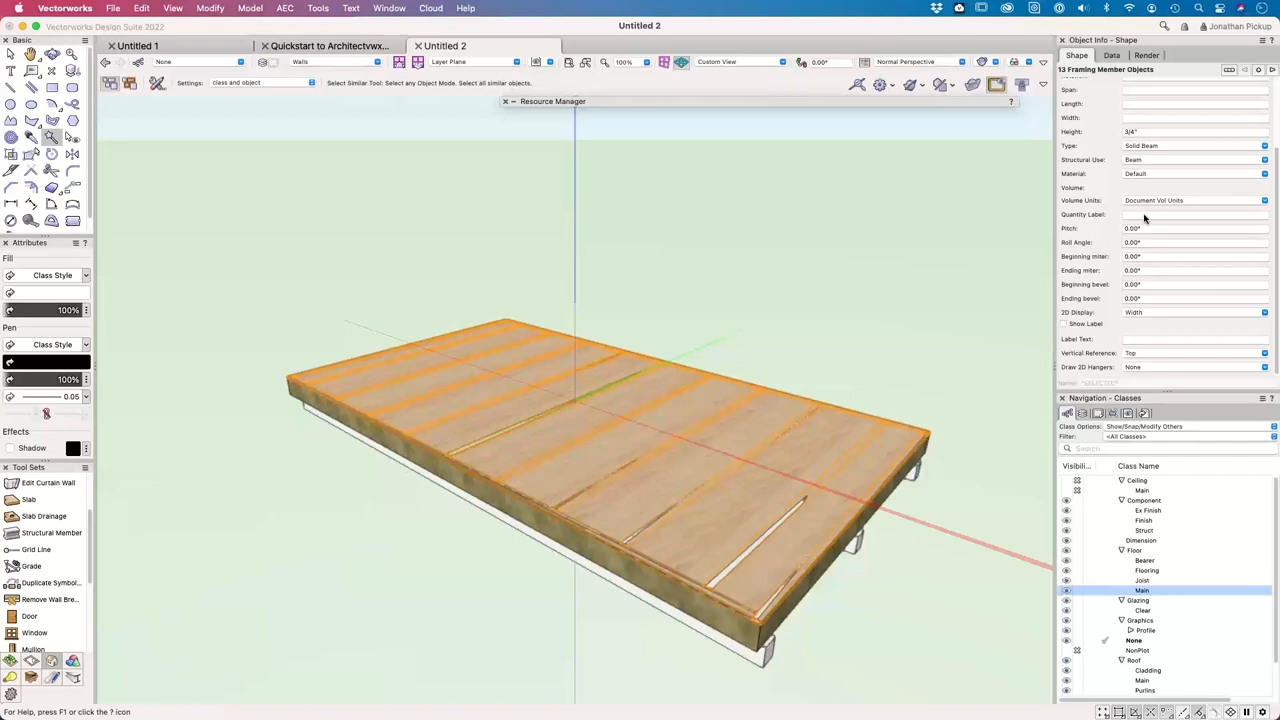 File Edit View Modify Model AEC Tools Text Window Cloud Help
Jonathan Pickup
Vectorworks Design Suite 2022
Untitled 2
Basic
Untitled 1
Quickstart to Architectvw...
Untitled 2
None
Walls
Layer Plane
100%
Custom View
0.00°
Normal Perspective
Settings: class and object
Select Similar Selection: Select any Object Mode. Select all similar objects.
Resource Manager
?
Object Info - Shape
Shape
Data
Render
13 Framing Member Objects
Span:
Length:
Width:
Height: 3/4"
Type: Solid Beam
Structural Use: Beam
Material: Default
Volume:
Volume Units: Document Vol Units
Quantity Label:
Pitch: 0.00°
Roll Angle: 0.00°
Beginning miter: 0.00°
Ending miter: 0.00°
Beginning bevel: 0.00°
Ending bevel: 0.00°
2D Display: Width
Show Label
Label Text:
Vertical Reference: Top
Draw 2D Hangers: None
Attributes
?
Fill
Class Style
100%
Pen
Class Style
100%
0.05
Effects
Shadow
Tool Sets
Edit Curtain Wall
Slab
Slab Drainage
Structural Member
Grid Line
Grade
Duplicate Symbol...
Remove Wall Bre...
Door
Window
Mullion
Navigation - Classes
?
Class Options: Show/Snap/Modify Others
Filter: <All Classes>
Search
Visibili... Class Name
Ceiling
Main
Component
Ex Finish
Finish
Struct
Dimension
Floor
Bearer
Flooring
Joist
Main
Glazing
Clear
Graphics
Profile
None
NonPlot
Roof
Cladding
Main
Purlins
For Help, press F1 or click the ? icon